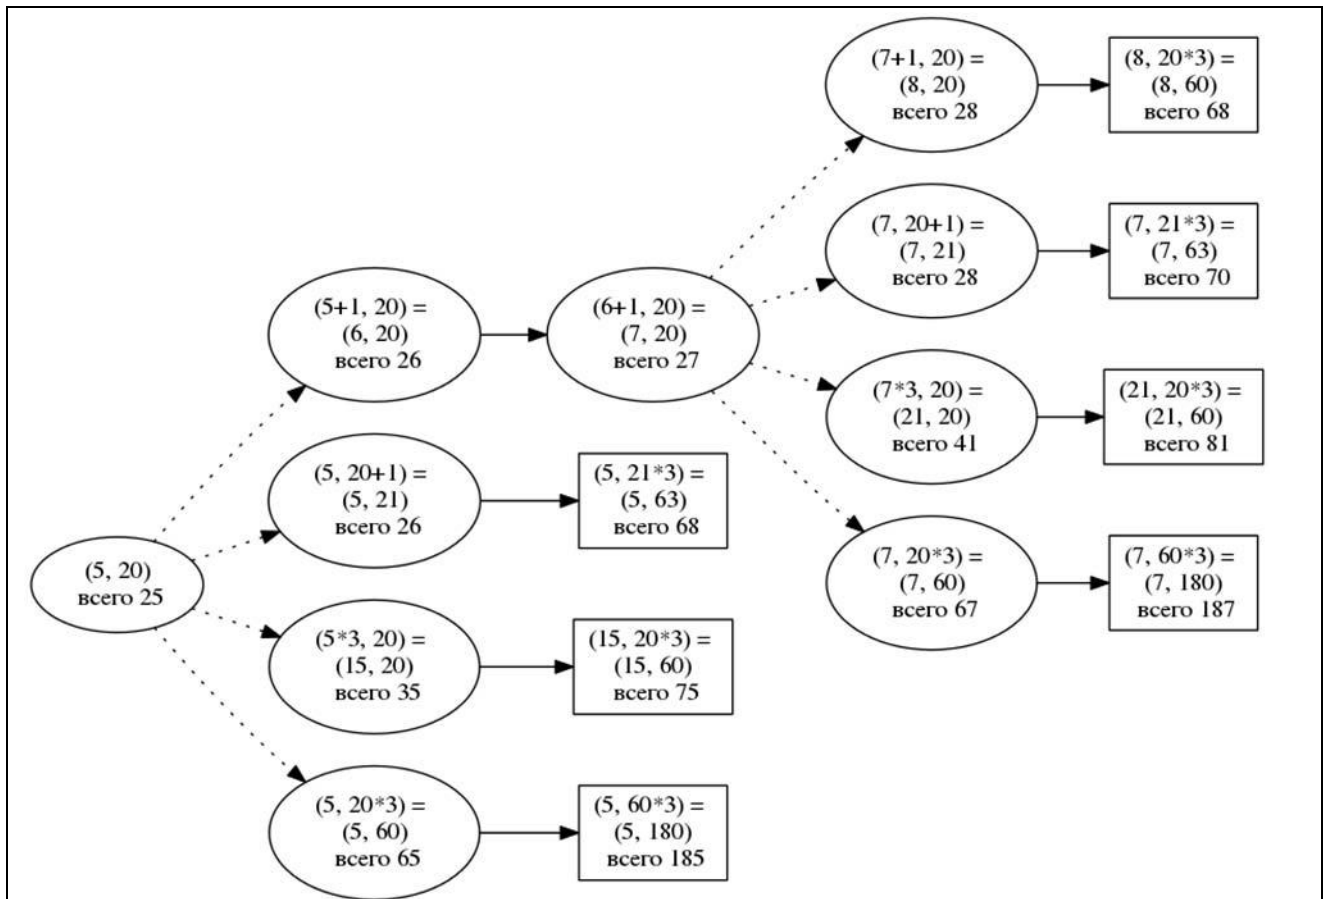 (7+1, 20) =
(8, 20)
всего 28
(8, 20*3) =
(8, 60)
всего 68
(7, 20+1) =
(7, 21)
всего 28
(7, 21*3) =
(7, 63)
всего 70
(5+1, 20) =
(6, 20)
всего 26
(6+1, 20) =
(7, 20)
всего 27
(7*3, 20) =
(21, 20)
всего 41
(21, 20*3) =
(21, 60)
всего 81
(5, 20+1) =
(5, 21)
всего 26
(5, 21*3) =
(5, 63)
всего 68
(7, 20*3) =
(7, 60)
всего 67
(7, 60*3) =
(7, 180)
всего 187
(5, 20)
всего 25
(5*3, 20) =
(15, 20)
всего 35
(15, 20*3) =
(15, 60)
всего 75
(5, 20*3) =
(5, 60)
всего 65
(5, 60*3) =
(5, 180)
всего 185